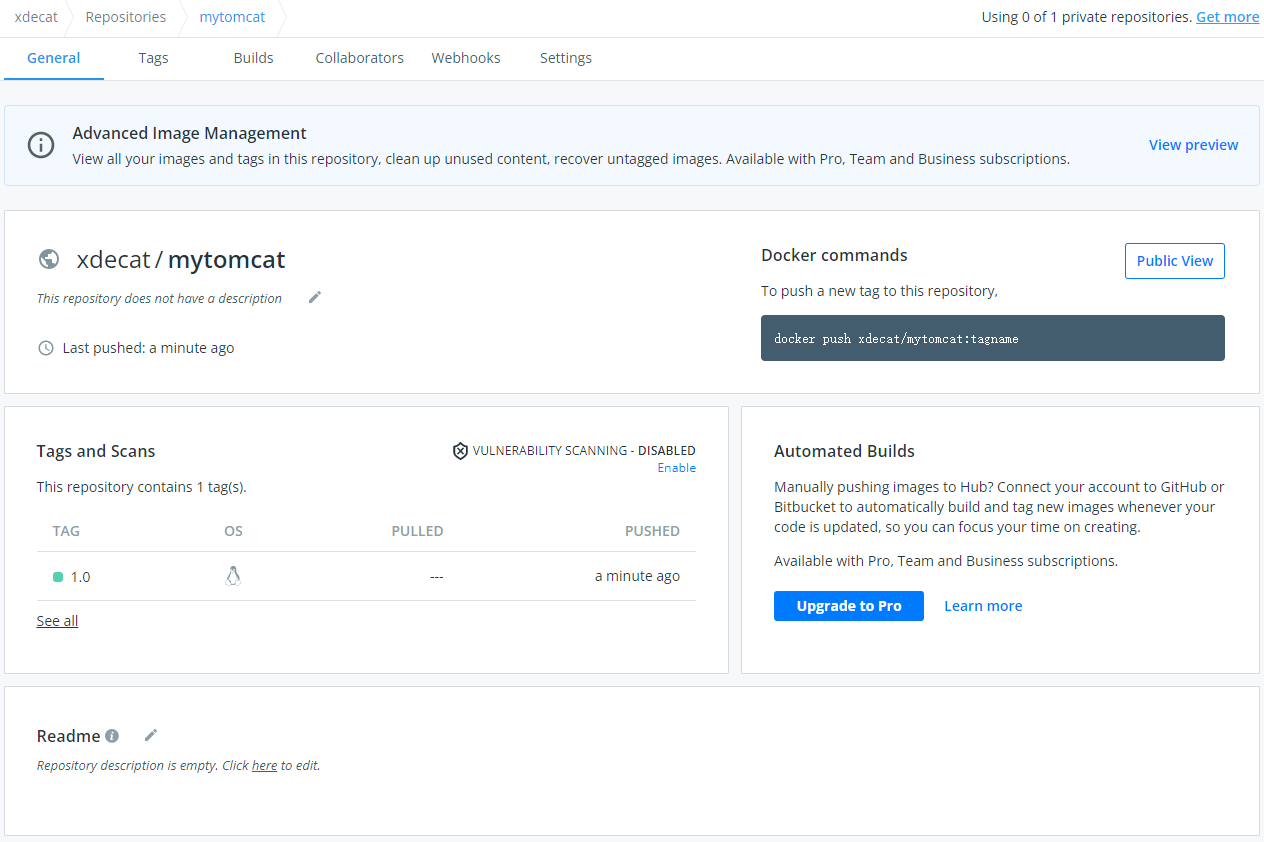 xdecat Repositories mytomcat Using 0 of 1 private repositories. Get more
General Tags Builds Collaborators Webhooks Settings
Advanced Image Management
View all your images and tags in this repository, clean up unused content, recover untagged images. Available with Pro, Team and Business subscriptions.
View preview
xdecat / mytomcat
This repository does not have a description
Last pushed: a minute ago
Docker commands
Public View
To push a new tag to this repository,
docker push xdecat/mytomcat:tagname
Tags and Scans
VULNERABILITY SCANNING - DISABLED
Enable
This repository contains 1 tag(s).
TAG OS PULLED PUSHED
1.0 --- a minute ago
See all
Automated Builds
Manually pushing images to Hub? Connect your account to GitHub or
Bitbucket to automatically build and tag new images whenever your
code is updated, so you can focus your time on creating.
Available with Pro, Team and Business subscriptions.
Upgrade to Pro Learn more
Readme
Repository description is empty. Click here to edit.